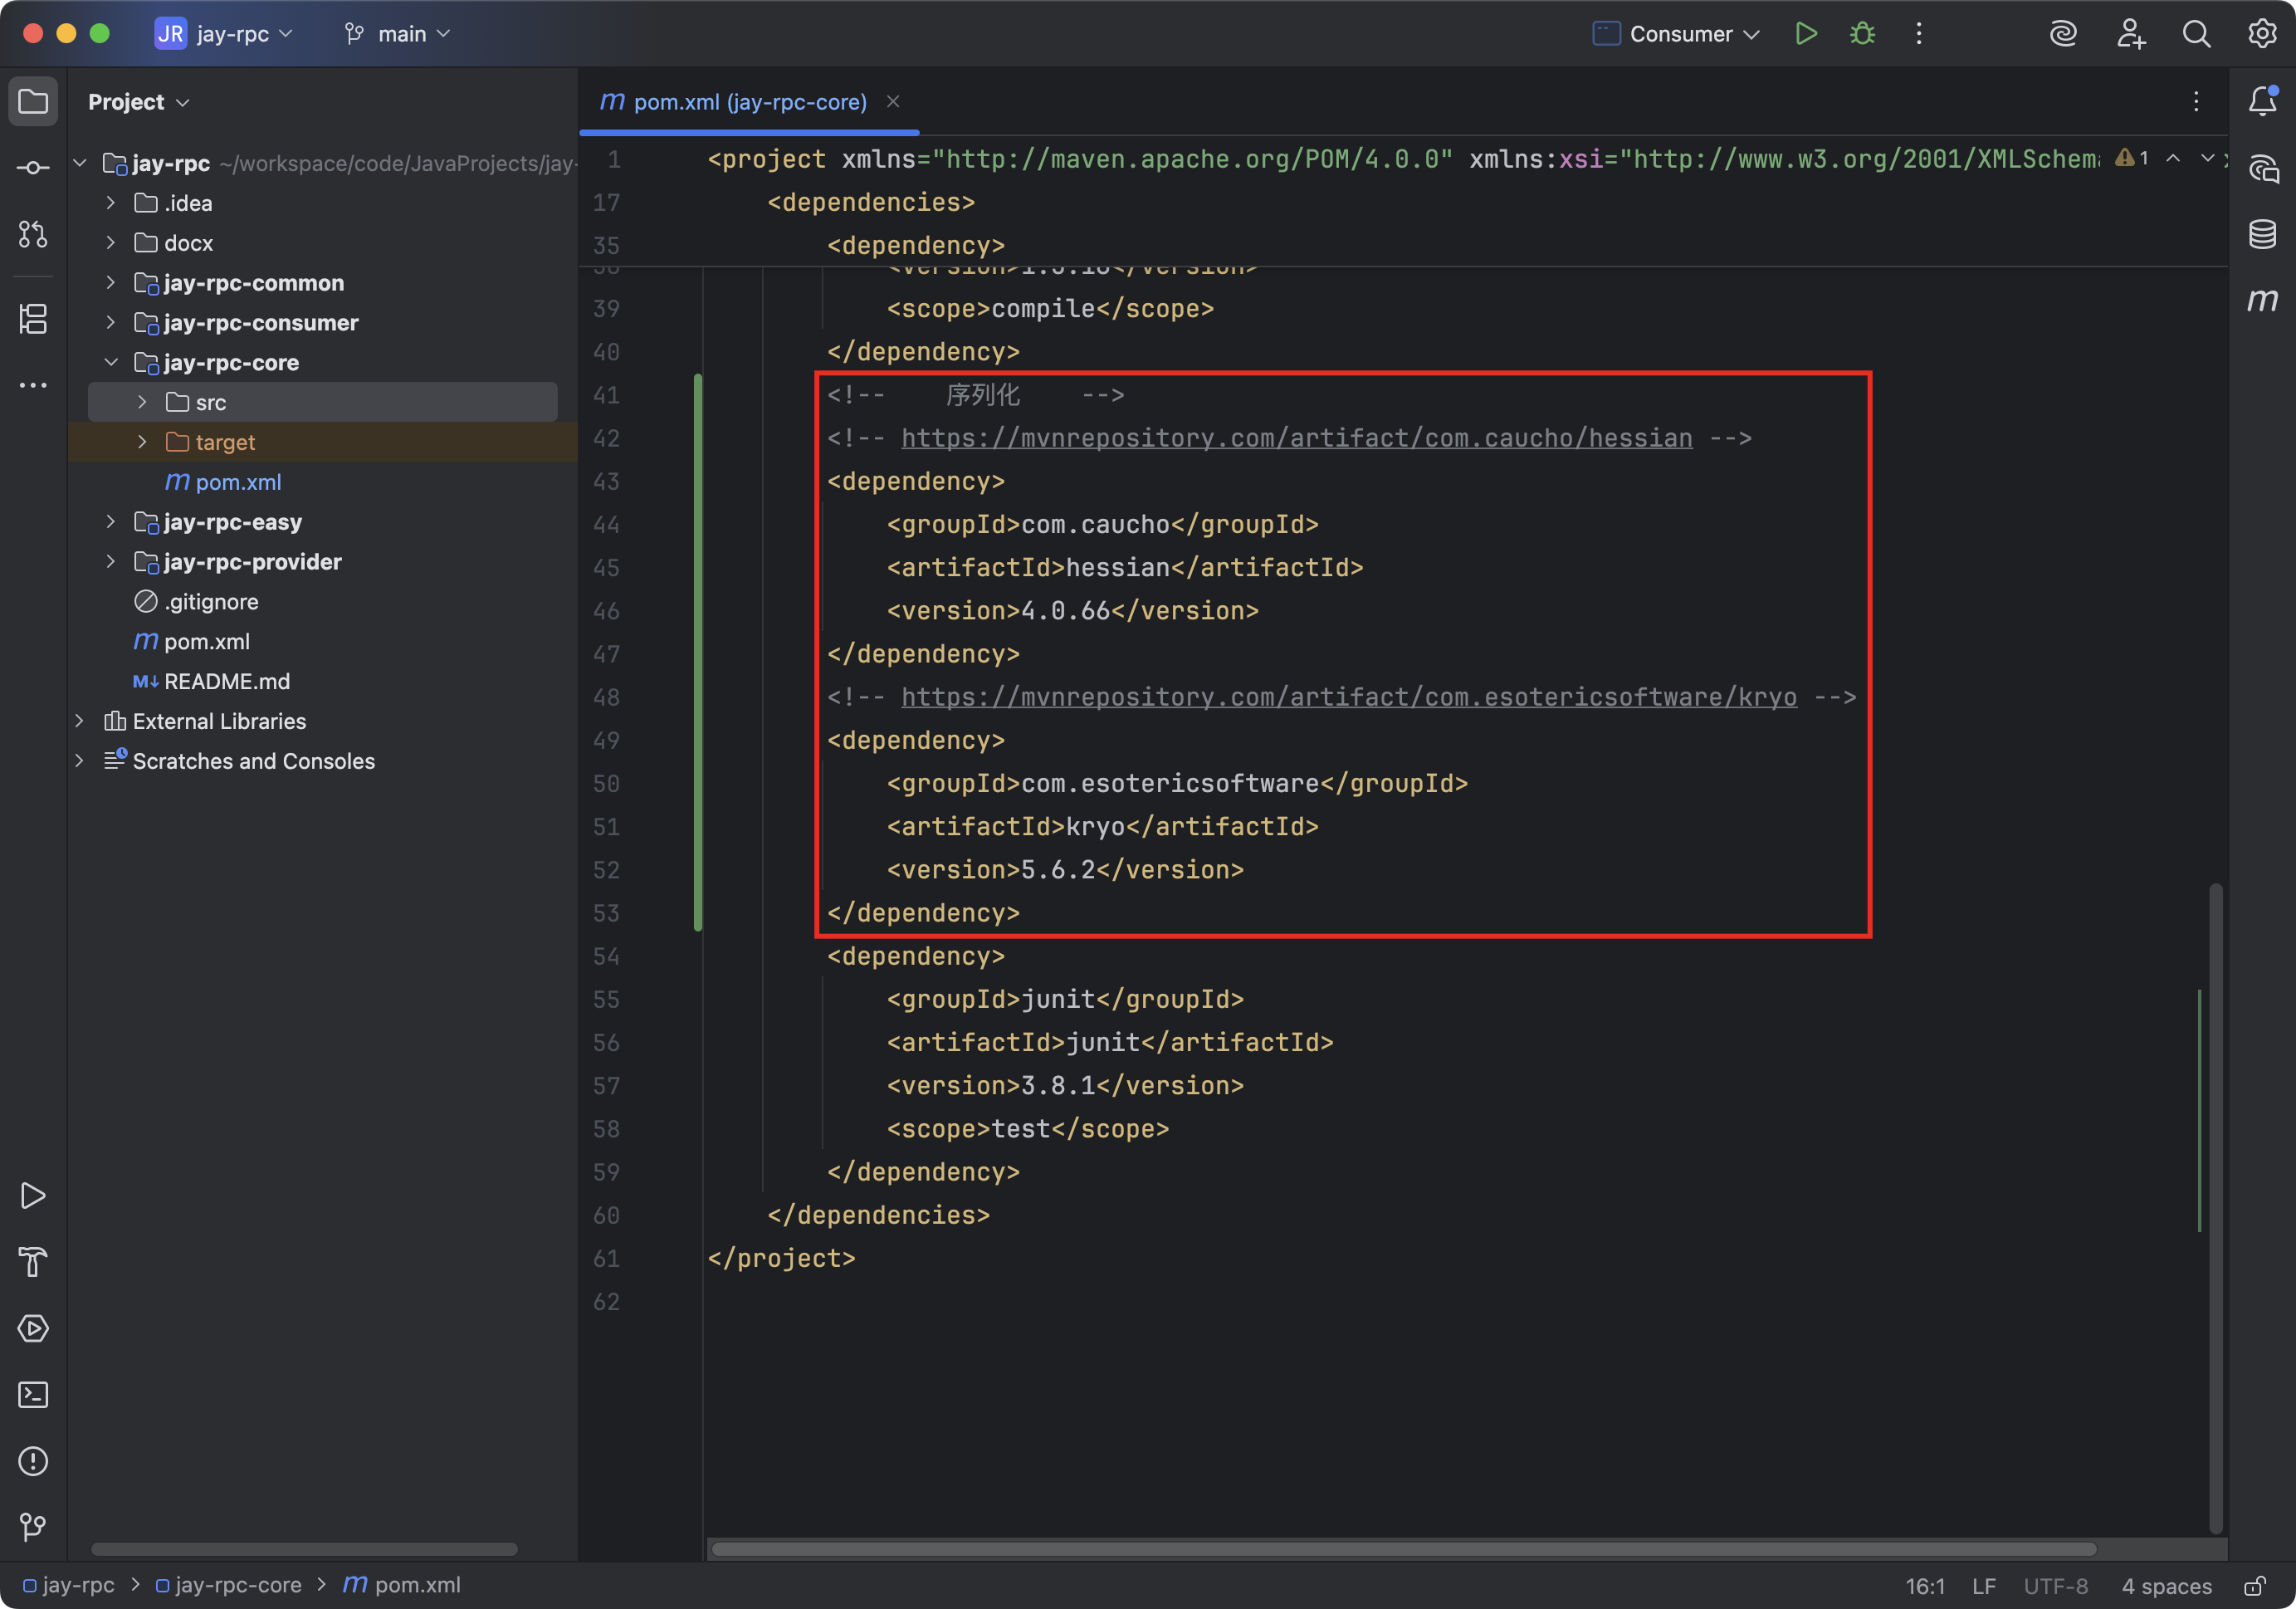 JR jay-rpc
main
Consumer
Project
pom.xml (jay-rpc-core)
jay-rpc ~/workspace/code/JavaProjects/jay-
.idea
docx
jay-rpc-common
jay-rpc-consumer
jay-rpc-core
src
target
m pom.xml
jay-rpc-easy
jay-rpc-provider
.gitignore
m pom.xml
M↓ README.md
External Libraries
Scratches and Consoles
1 <project xmlns="http://maven.apache.org/POM/4.0.0" xmlns:xsi="http://www.w3.org/2001/XMLSchema 1
17 <dependencies>
35 <dependency>
38 <version>1.5.18</version>
39 <scope>compile</scope>
40 </dependency>
41 <!-- 序列化 -->
42 <!-- https://mvnrepository.com/artifact/com.caucho/hessian -->
43 <dependency>
44 <groupId>com.caucho</groupId>
45 <artifactId>hessian</artifactId>
46 <version>4.0.66</version>
47 </dependency>
48 <!-- https://mvnrepository.com/artifact/com.esotericsoftware/kryo -->
49 <dependency>
50 <groupId>com.esotericsoftware</groupId>
51 <artifactId>kryo</artifactId>
52 <version>5.6.2</version>
53 </dependency>
54 <dependency>
55 <groupId>junit</groupId>
56 <artifactId>junit</artifactId>
57 <version>3.8.1</version>
58 <scope>test</scope>
59 </dependency>
60 </dependencies>
61 </project>
62
jay-rpc > jay-rpc-core > m pom.xml
16:1 LF UTF-8 4 spaces